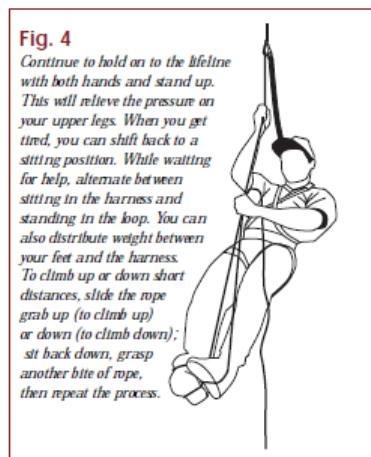 Fig. 4
Continue to hold on to the lifeline
with both hands and stand up.
This will relieve the pressure on
your upper legs. When you get
tired, you can shift back to a
sitting position. While waiting
for help, alternate between
sitting in the harness and
standing in the loop. You can
also distribute weight between
your feet and the harness.
To climb up or down short
distances, slide the rope
grab up (to climb up)
or down (to climb down);
sit back down, grasp
another bite of rope,
then repeat the process.